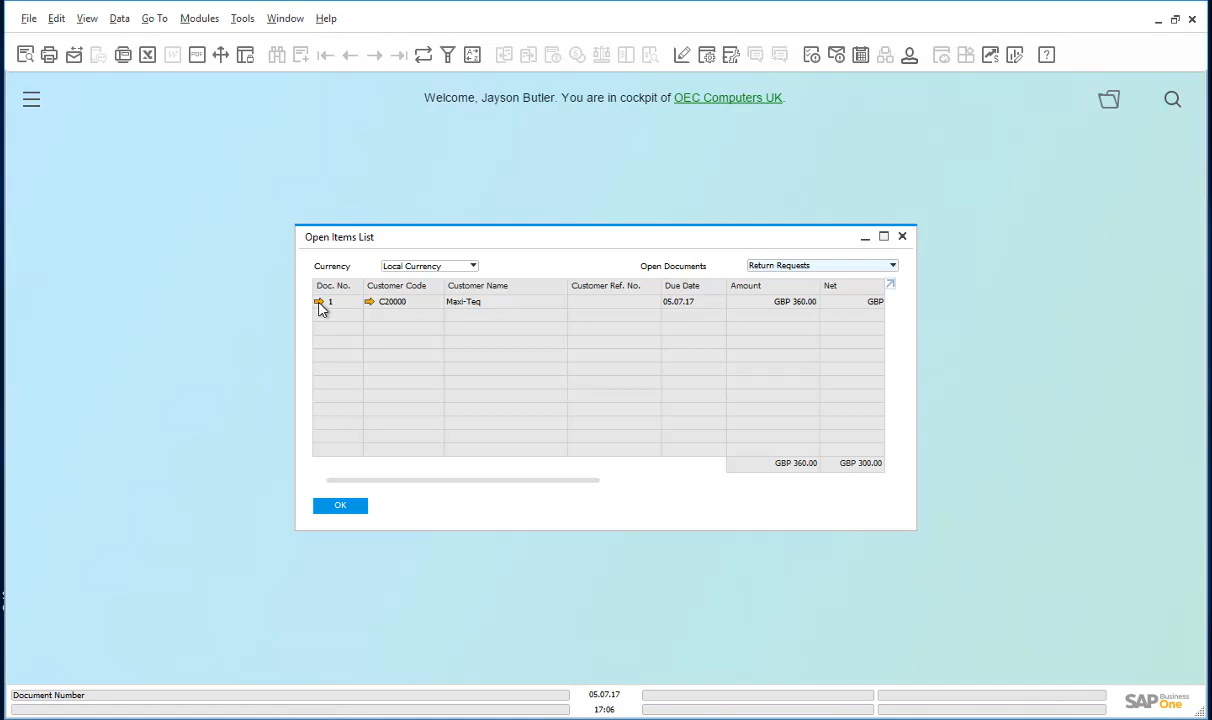 File Edit View Data Go To Modules Tools Window Help
Welcome, Jayson Butler. You are in cockpit of OEC Computers UK.
Open Items List
Currency Local Currency Open Documents Return Requests
Doc. No. Customer Code Customer Name Customer Ref. No. Due Date Amount Net
1 C20000 Maxi-Teq 05.07.17 GBP 360.00 GBP
GBP 360.00 GBP 300.00
OK
Document Number 05.07.17
17:06
SAP Business One